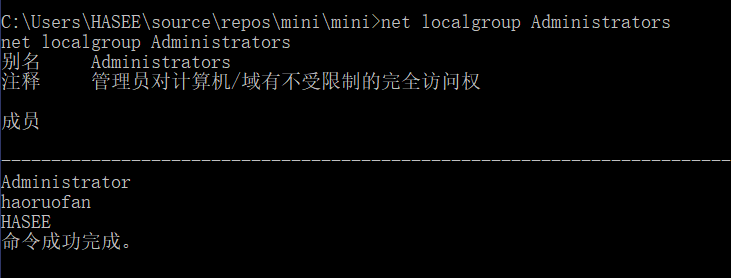 C:\Users\HASEE\source\repos\mini\mini>net localgroup Administrators
net localgroup Administrators
别名     Administrators
注释     管理员对计算机/域有不受限制的完全访问权
成员
-------------------------------------------------------------------------------
Administrator
haoruofan
HASEE
命令成功完成。